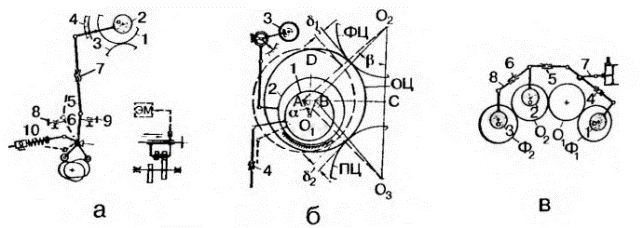 4 2
3 1
7
8 5
6 9
10
ЭМ
а
3 δ₁ ФЦ O₂
D β
1
2 ОЦ
A B C
α O₁
4 δ₂ ПЦ O₃
б
6 7
8 5
4
2 1
3 O₂ O₁
Ф₂ Ф₁
в